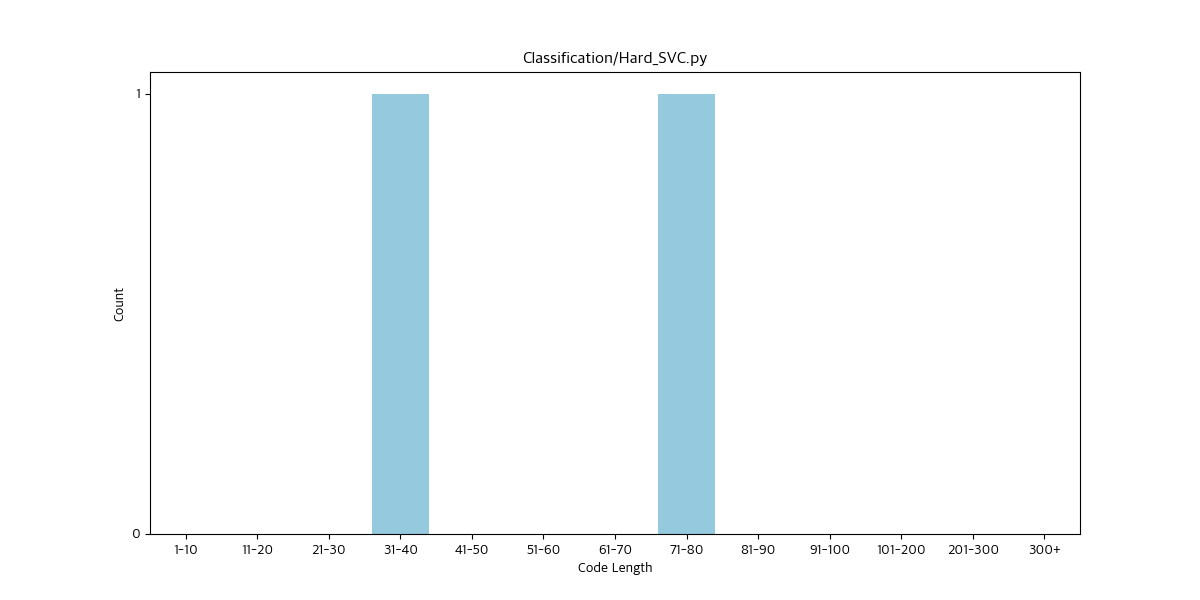 Classification/Hard_SVC.py
1
Count
0
1-10 11-20 21-30 31-40 41-50 51-60 61-70 71-80 81-90 91-100 101-200 201-300 300+
Code Length